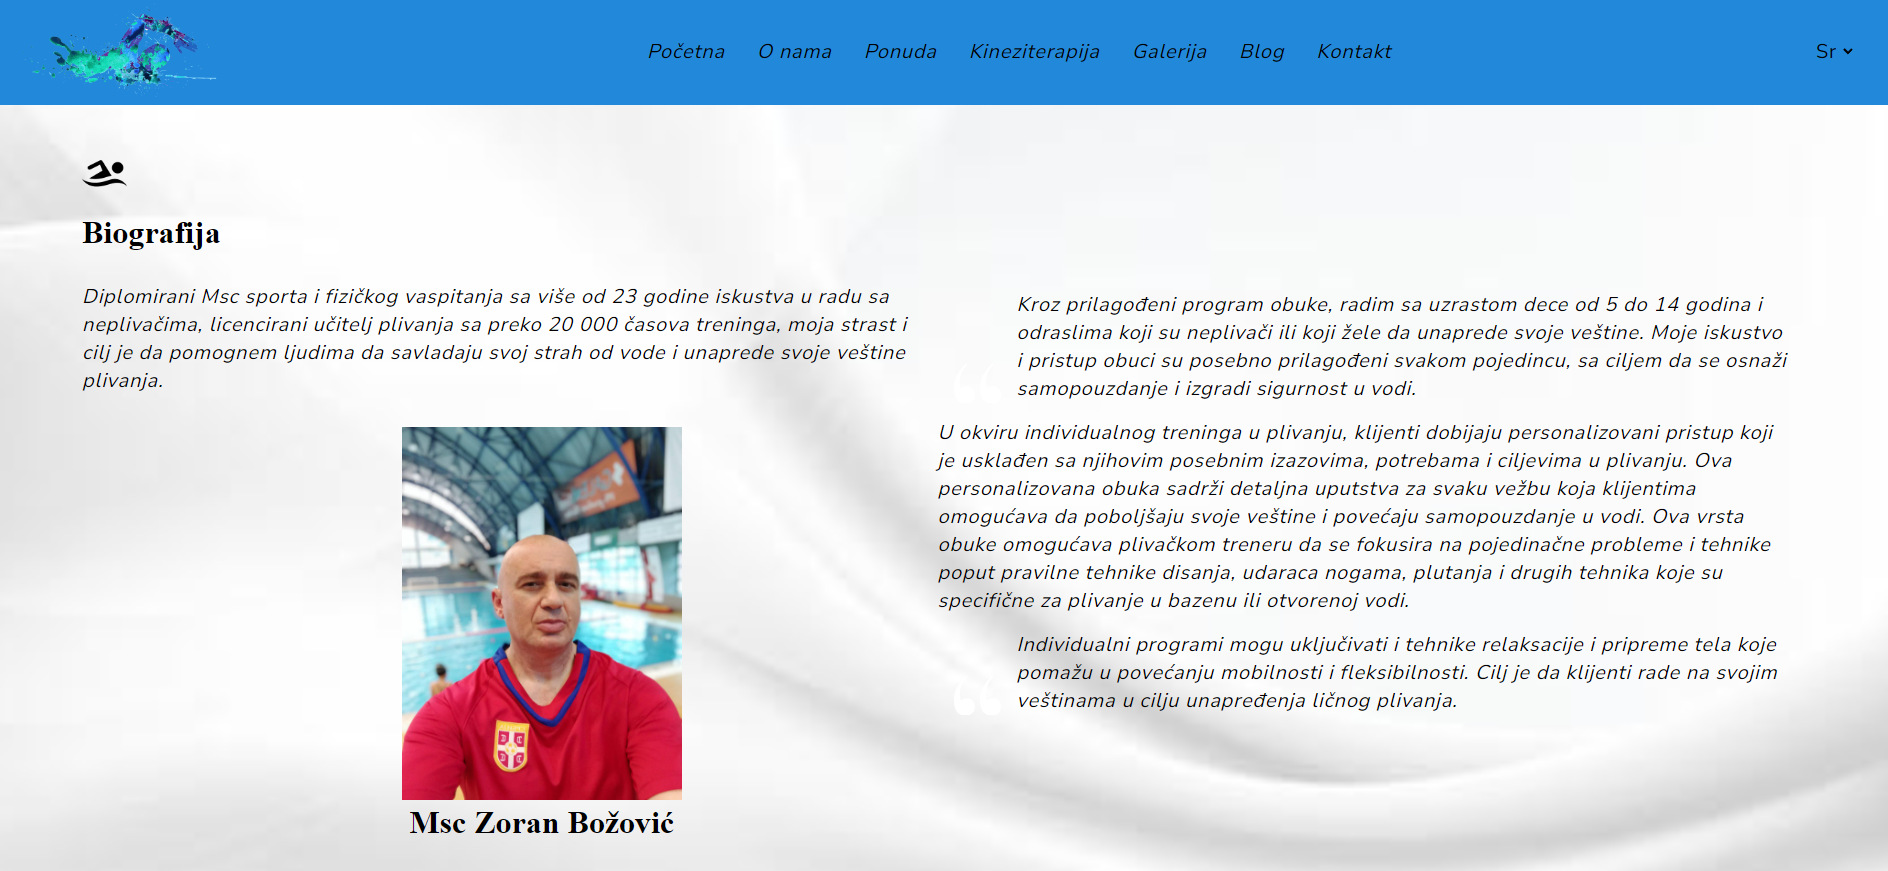 Početna O nama Ponuda Kineziterapija Galerija Blog Kontakt Sr
Biografija
Diplomirani Msc sporta i fizičkog vaspitanja sa više od 23 godine iskustva u radu sa
neplivačima, licencirani učitelj plivanja sa preko 20 000 časova treninga, moja strast i
cilj je da pomognem ljudima da savladaju svoj strah od vode i unaprede svoje veštine
plivanja.
Msc Zoran Božović
Kroz prilagođeni program obuke, radim sa uzrastom dece od 5 do 14 godina i
odraslima koji su neplivači ili koji žele da unaprede svoje veštine. Moje iskustvo
i pristup obuci su posebno prilagođeni svakom pojedincu, sa ciljem da se osnaži
samopouzdanje i izgradi sigurnost u vodi.
U okviru individualnog treninga u plivanju, klijenti dobijaju personalizovani pristup koji
je usklađen sa njihovim posebnim izazovima, potrebama i ciljevima u plivanju. Ova
personalizovana obuka sadrži detaljna uputstva za svaku vežbu koja klijentima
omogućava da poboljšaju svoje veštine i povećaju samopouzdanje u vodi. Ova vrsta
obuke omogućava plivačkom treneru da se fokusira na pojedinačne probleme i tehnike
poput pravilne tehnike disanja, udaraca nogama, plutanja i drugih tehnika koje su
specifične za plivanje u bazenu ili otvorenoj vodi.
Individualni programi mogu uključivati i tehnike relaksacije i pripreme tela koje
pomažu u povećanju mobilnosti i fleksibilnosti. Cilj je da klijenti rade na svojim
veštinama u cilju unapređenja ličnog plivanja.